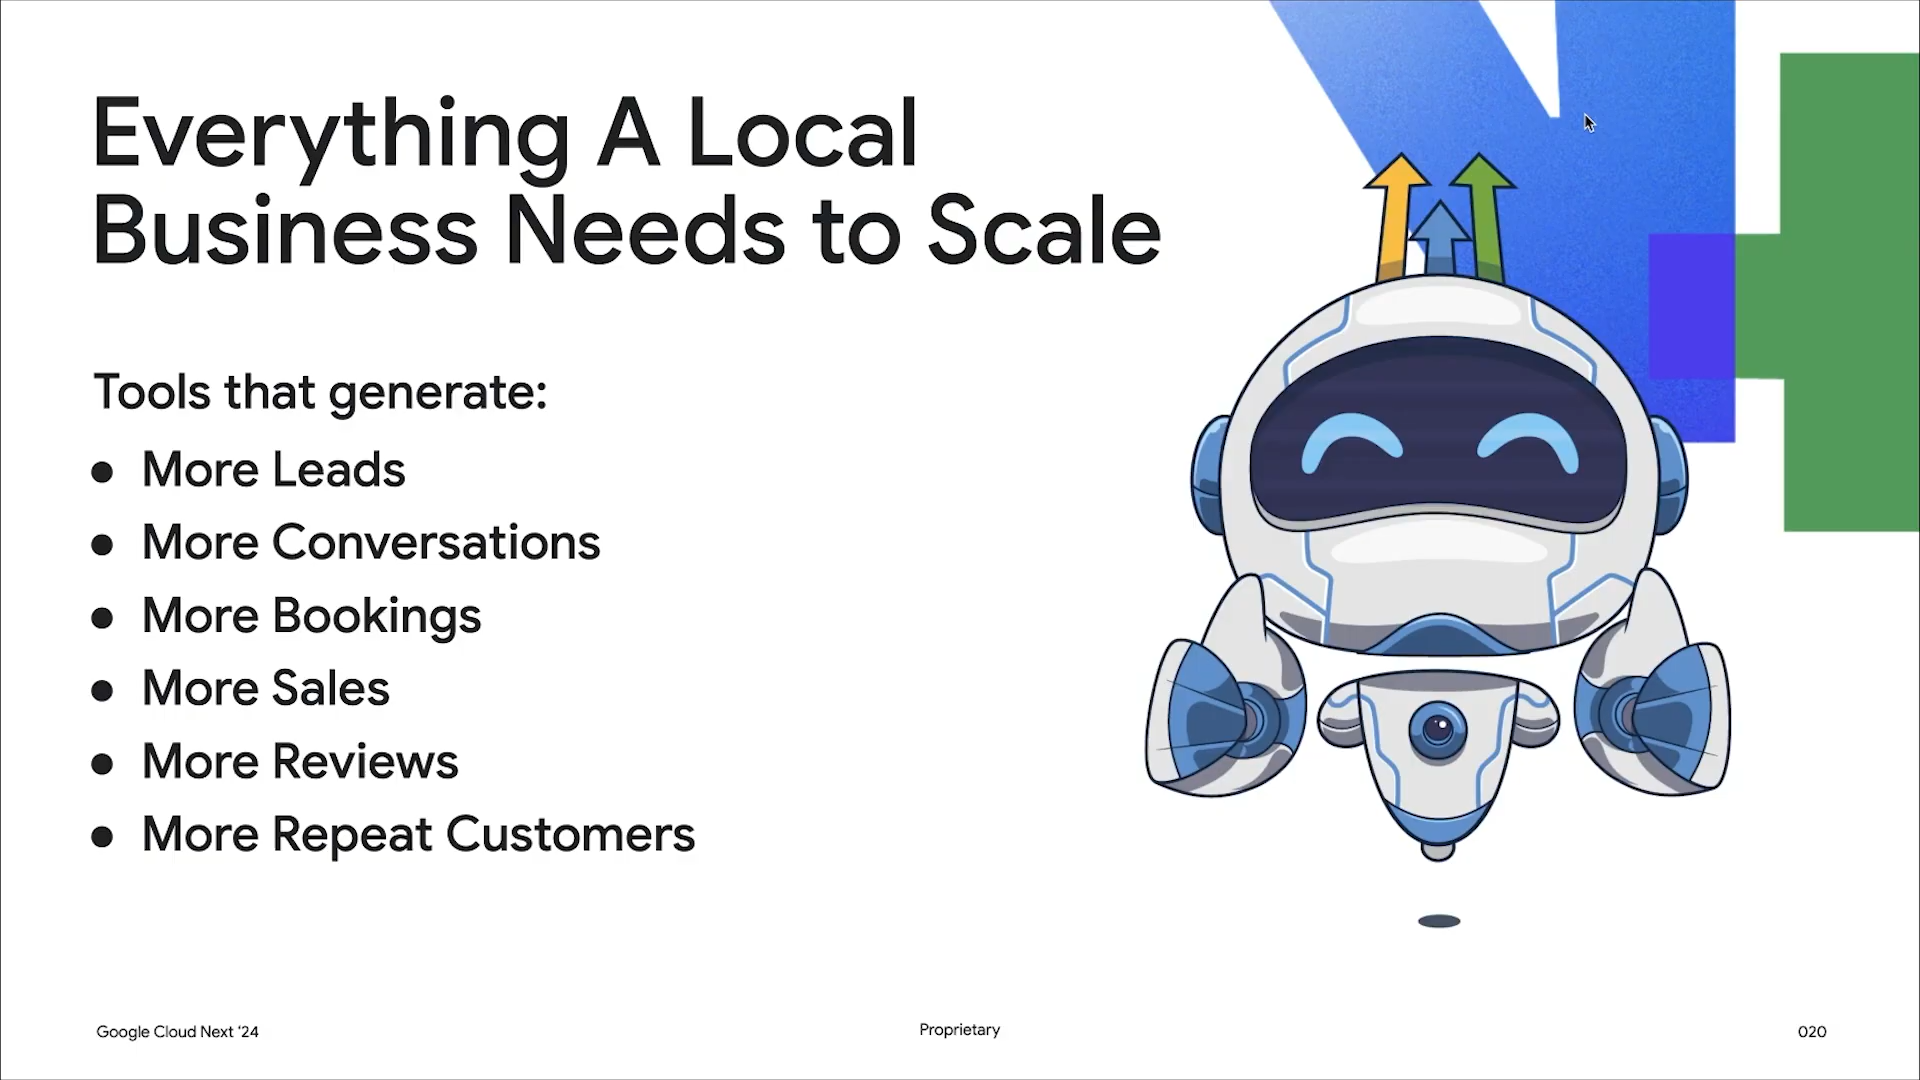 Everything A Local
Business Needs to Scale
Tools that generate:
● More Leads
● More Conversations
● More Bookings
● More Sales
● More Reviews
● More Repeat Customers
Google Cloud Next ‘24
Proprietary
020